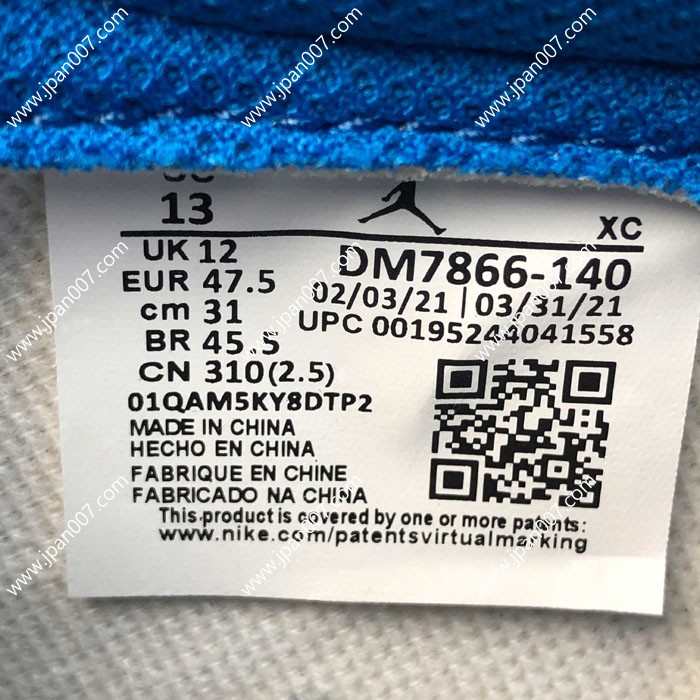 13
XC
UK 12
EUR 47.5
cm 31
BR 45.5
CN 310(2.5)
DM7866-140
02/03/21 | 03/31/21
UPC 00195244041558
01QAM5KY8DTP2
MADE IN CHINA
HECHO EN CHINA
FABRIQUE EN CHINE
FABRICADO NA CHINA
This product is covered by one or more patents:
www.nike.com/patentsvirtualmarking
www.jpan007.com
www.jpan007.com
www.jpan007.com
www.jpan007.com
www.jpan007.com
www.jpan007.com
www.jpan007.com
www.jpan007.com
www.jpan007.com